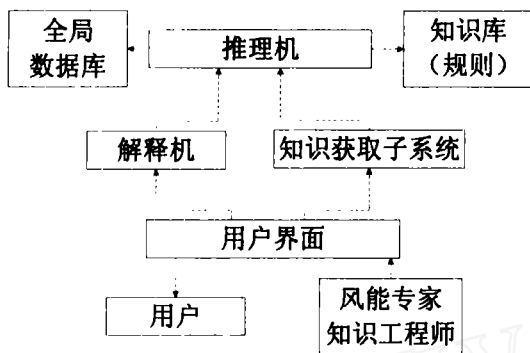 全局
数据库
推理机
知识库
(规则)
解释机
知识获取子系统
用户界面
用户
风能专家
知识工程师